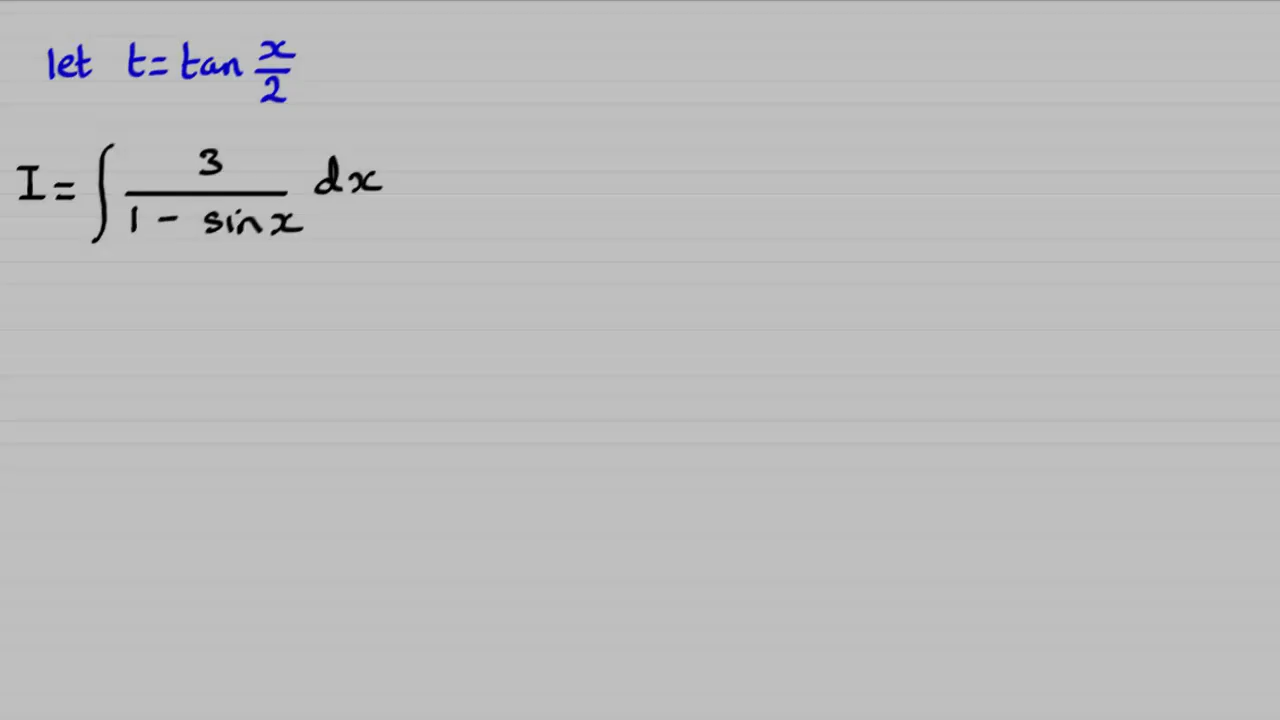 let t = tan x/2
I = ∫ 3/(1 - sin x) dx